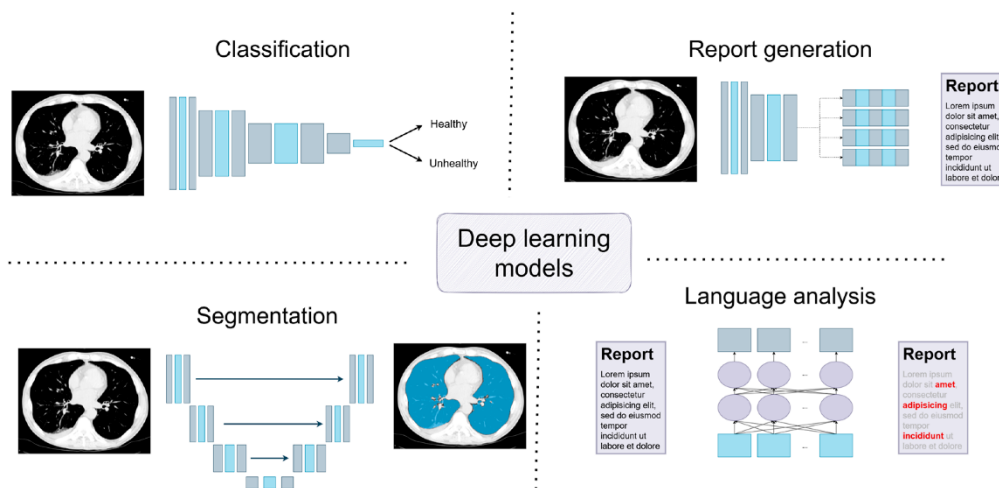 Classification
Healthy
Unhealthy
Report generation
Report
Lorem ipsum
dolor sit amet,
consectetur
adipisicing elit,
sed do eiusmod
tempor
incididunt ut
labore et dolore
Deep learning
models
Segmentation
Language analysis
Report
Lorem ipsum
dolor sit amet,
consectetur
adipisicing elit,
sed do eiusmod
tempor
incididunt ut
labore et dolore
...
...
...
...
Report
Lorem ipsum
dolor sit amet
consectetur
adipisicing elit,
sed do eiusmod
tempor
incididunt ut
labore et dolore